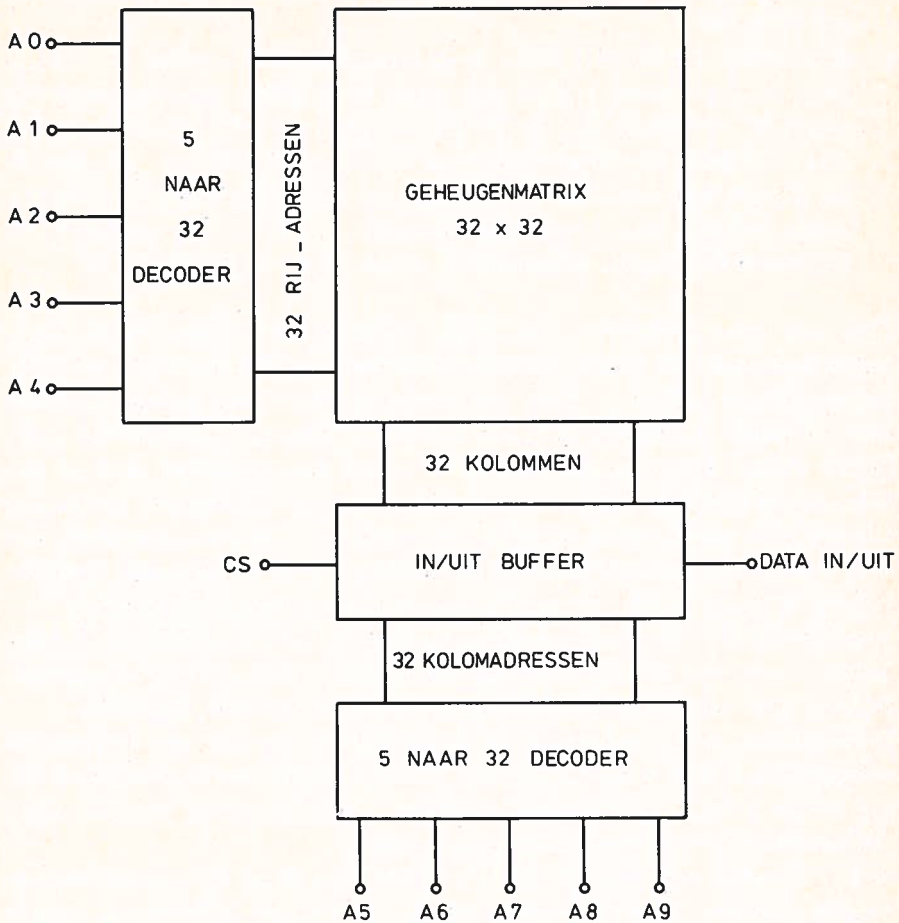 A0
A1
A2
A3
A4
5
NAAR
32
DECODER
32 RIJ_ADRESSEN
GEHEUGENMATRIX
32 x 32
32 KOLOMMEN
CS
IN/UIT BUFFER
DATA IN/UIT
32 KOLOMADRESSEN
5 NAAR 32 DECODER
A5 A6 A7 A8 A9